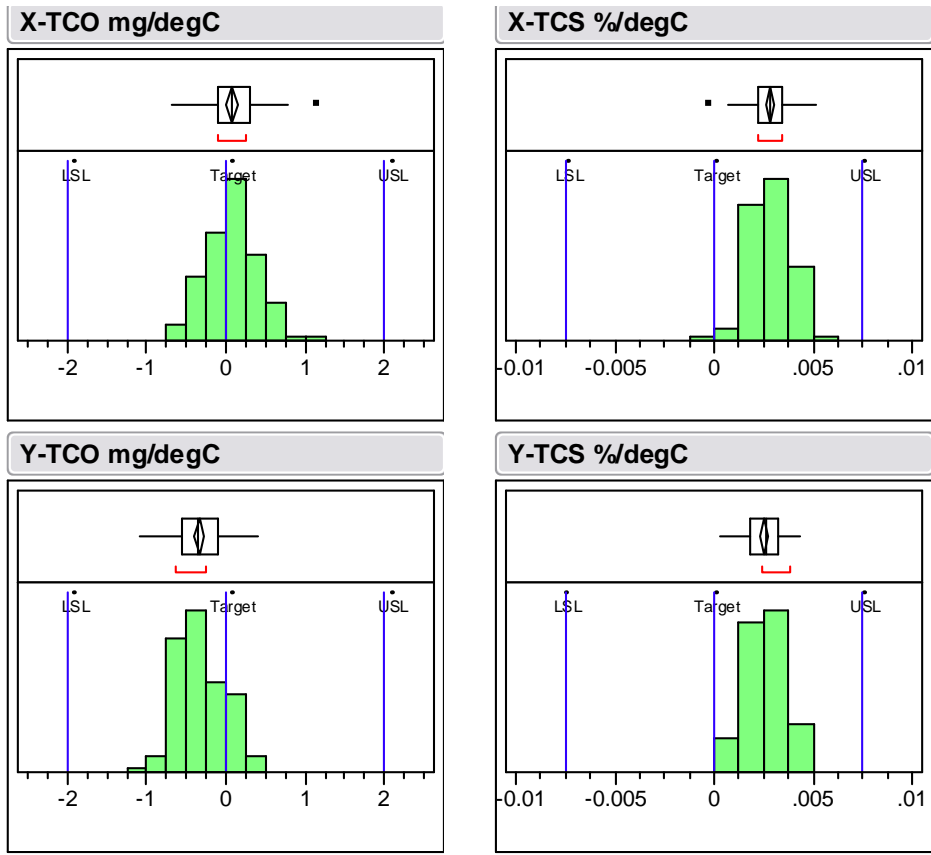 X-TCO mg/degC
LSL Target USL
-2 -1 0 1 2
X-TCS %/degC
LSL Target USL
-0.01 -0.005 0 .005 .01
Y-TCO mg/degC
LSL Target USL
-2 -1 0 1 2
Y-TCS %/degC
LSL Target USL
-0.01 -0.005 0 .005 .01